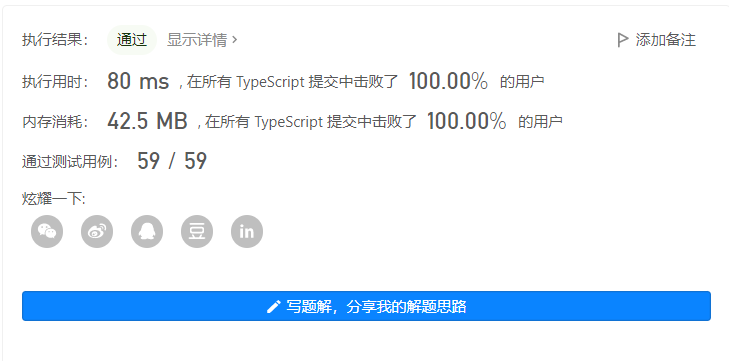 执行结果： 通过 显示详情 › 添加备注
执行用时： 80 ms , 在所有 TypeScript 提交中击败了 100.00% 的用户
内存消耗： 42.5 MB , 在所有 TypeScript 提交中击败了 100.00% 的用户
通过测试用例： 59 / 59
炫耀一下:
豆 in
写题解，分享我的解题思路